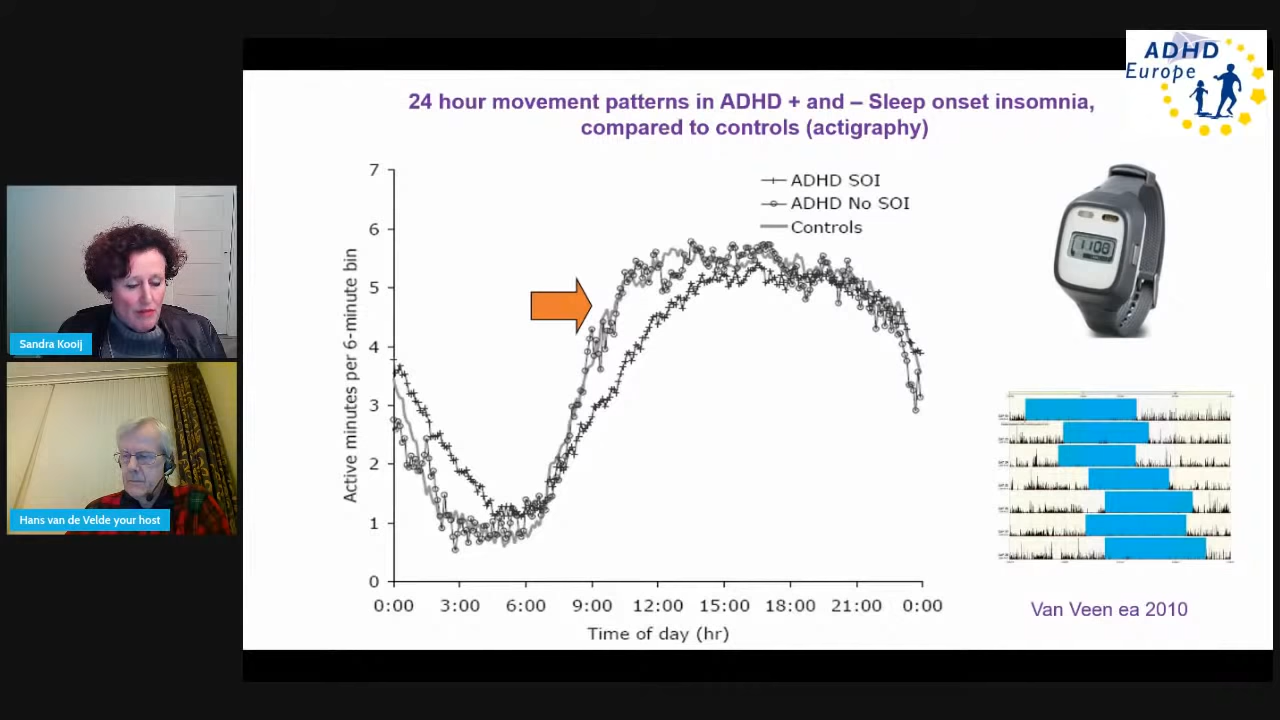 ADHD
Europe
24 hour movement patterns in ADHD + and – Sleep onset insomnia,
compared to controls (actigraphy)
7
6
5
4
3
2
1
0
Active minutes per 6-minute bin
ADHD SOI
ADHD No SOI
Controls
0:00 3:00 6:00 9:00 12:00 15:00 18:00 21:00 0:00
Time of day (hr)
1108
Van Veen ea 2010
Sandra Kooij
Hans van de Velde your host